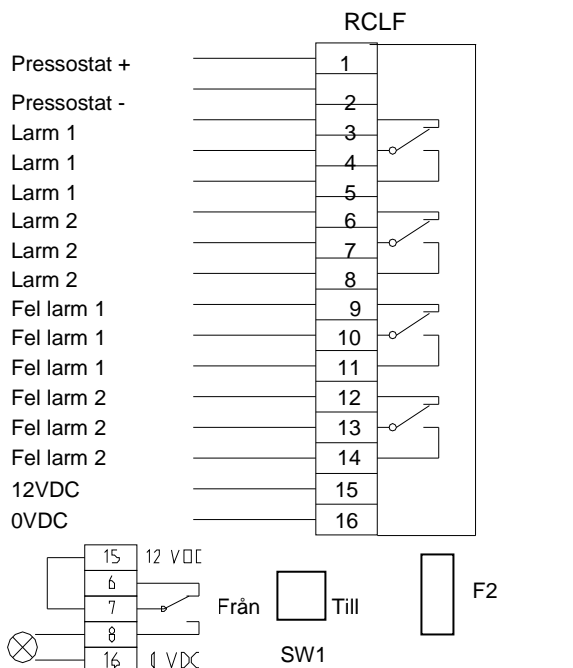 RCLF
Pressostat + 1
Pressostat - 2
Larm 1 3
Larm 1 4
Larm 1 5
Larm 2 6
Larm 2 7
Larm 2 8
Fel larm 1 9
Fel larm 1 10
Fel larm 1 11
Fel larm 2 12
Fel larm 2 13
Fel larm 2 14
12VDC 15
0VDC 16
15 12 VDC
6
7
8
16 0 VDC
Från Till
SW1
F2